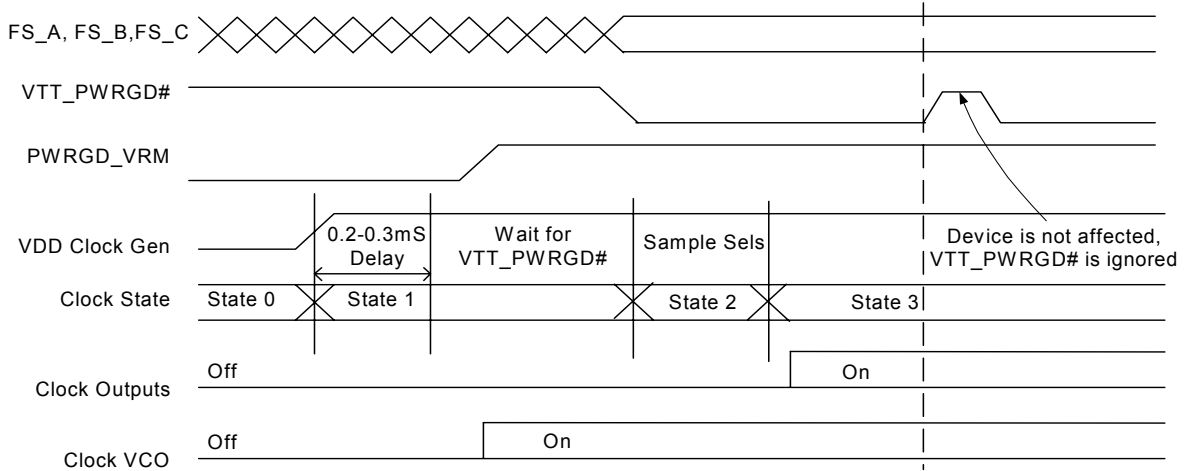 FS_A, FS_B,FS_C
VTT_PWRGD#
PWRGD_VRM
VDD Clock Gen
0.2-0.3mS
Delay
Wait for
VTT_PWRGD#
Sample Sels
Device is not affected,
VTT_PWRGD# is ignored
Clock State
State 0
State 1
State 2
State 3
Clock Outputs
Off
On
Clock VCO
Off
On